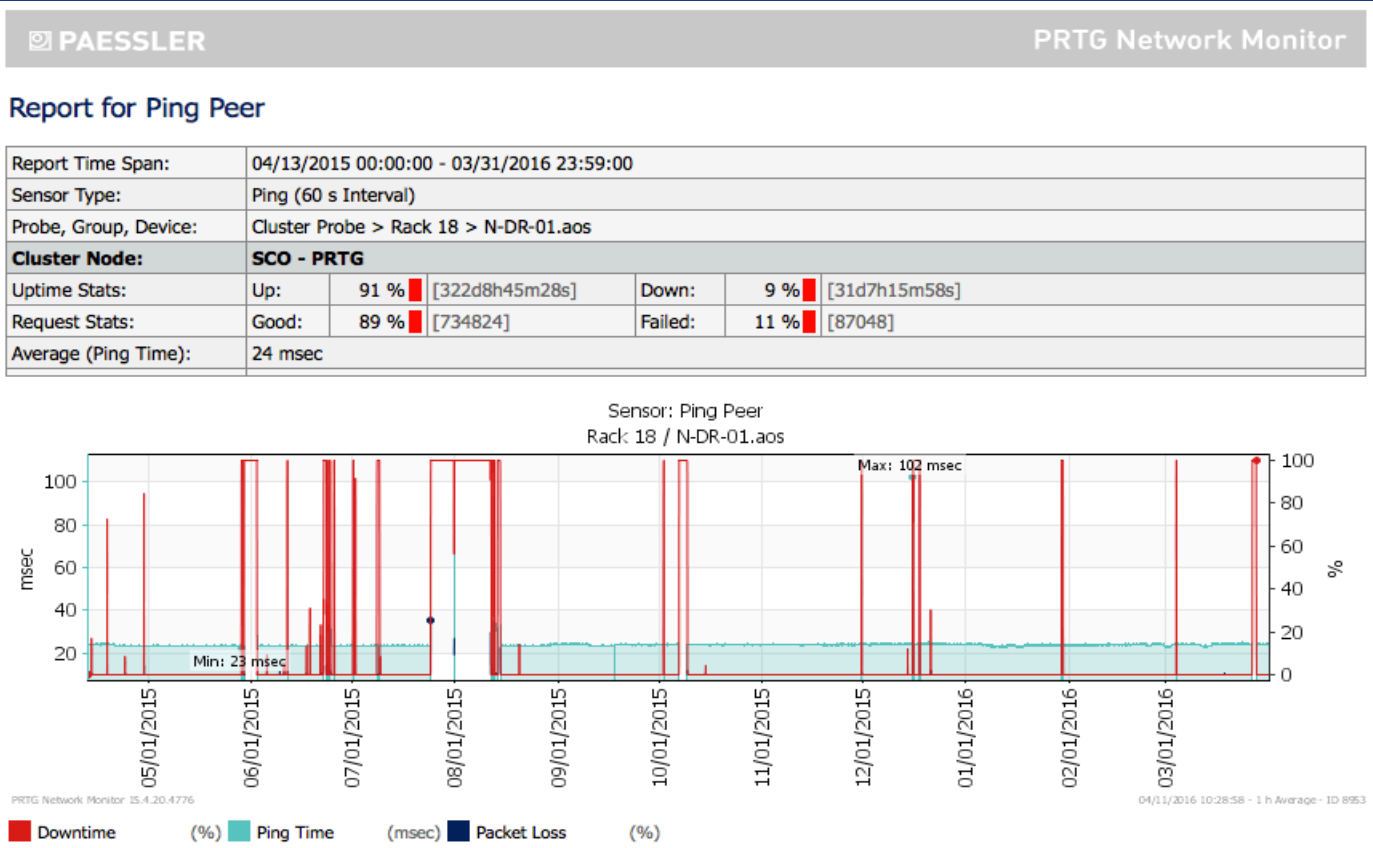 PAESSLER PRTG Network Monitor
Report for Ping Peer
Report Time Span: 04/13/2015 00:00:00 - 03/31/2016 23:59:00
Sensor Type: Ping (60 s Interval)
Probe, Group, Device: Cluster Probe > Rack 18 > N-DR-01.aos
Cluster Node: SCO - PRTG
Uptime Stats: Up: 91 % [322d8h45m28s] Down: 9 % [31d7h15m58s]
Request Stats: Good: 89 % [734824] Failed: 11 % [87048]
Average (Ping Time): 24 msec
Sensor: Ping Peer
Rack 18 / N-DR-01.aos
Max: 102 msec
100 100
80 80
60 60
msec %
40 40
20 20
Min: 23 msec
0
05/01/2015 06/01/2015 07/01/2015 08/01/2015 09/01/2015 10/01/2015 11/01/2015 12/01/2015 01/01/2016 02/01/2016 03/01/2016
PRTG Network Monitor 15.4.20.4776 04/11/2016 10:28:58 - 1 h Average - ID 8953
Downtime (%) Ping Time (msec) Packet Loss (%)